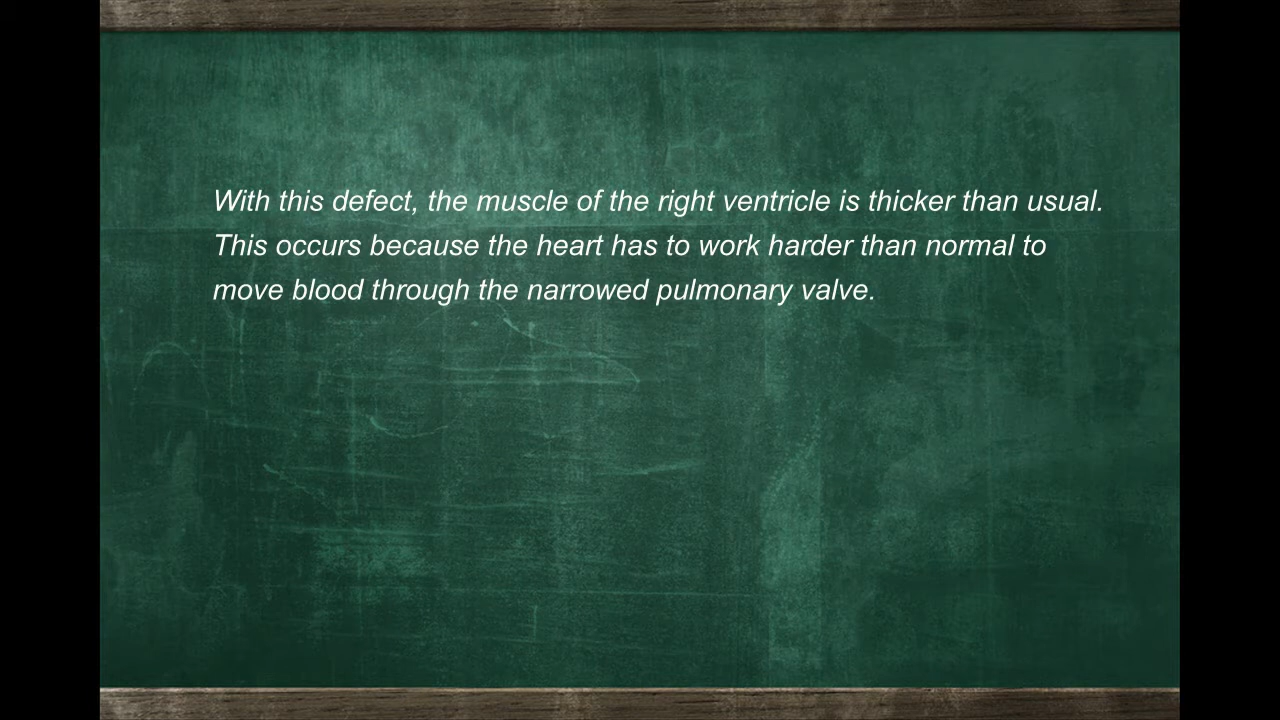 With this defect, the muscle of the right ventricle is thicker than usual.
This occurs because the heart has to work harder than normal to
move blood through the narrowed pulmonary valve.